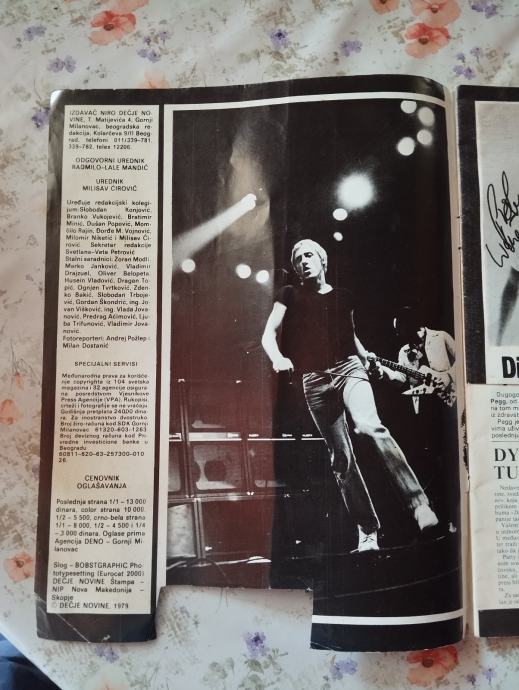 IZDAVAČ NIRO DEČJE NO-
VINE, T. Matijevića 4, Gornji
Milanovac, beogradska re-
dakcija, Kolarčeva 9/II Beog-
rad, telefoni 011/339-781,
339-782, telex 12206.
ODGOVORNI UREDNIK
RADMILO-LALE MANDIĆ
UREDNIK
MILISAV ĆIROVIĆ
Uređuje redakcijski kolegi-
jum: Slobodan Konjović,
Branko Vukojević, Bratimir
Minić, Dušan Popović, Mom-
čilo Rajin, Đorđe M. Vojnović,
Milomir Niketić i Milisav Ći-
rović Sekretar redakcije
Svetlana-Veta Petrović
Stalni saradnici: Zoran Modli,
Marko Janković, Vladimir
Drajzuel, Oliver Belopeta,
Husein Vladović, Dragan To-
pić, Ognjen Tvrtković, Zden-
ko Bakić, Slobodan Trboje-
vić, Gordan Škondrić, ing. Jo-
van Višković, ing. Vlada Jova-
nović, Predrag Aćimović, Lju-
ba Trifunović, Vladimir Jova-
nović.
Fotoreporteri: Andrej Požlep i
Milan Dostanić
SPECIJALNI SERVISI
Međunarodna prava za korišće-
nje copyrighta iz 104 svetska
magazina i 32 agencije osigura-
na posredstvom Vjesnikove
Press Agencije (VPA). Rukopisi,
crteži i fotografije se ne vraćaju.
Godišnja pretplata 240,00 dina-
ra. Za inostranstvo dvostruko.
Broj žiro-računa kod SDK Gornji
Milanovac 61320-603-1263.
Broj deviznog računa kod Pri-
vredne investicione banke u
Beogradu
60811-620-63-257300-010
26.
CENOVNIK
OGLAŠAVANJA
Poslednja strana 1/1 – 13 000
dinara, color strana 10 000.
1/2 – 5 500, crno-bela strana
1/1 – 8 000, 1/2 – 4 500 i 1/4
– 3 000 dinara. Oglase prima
Agencija DENO – Gornji Mi-
lanovac
Slog – BOBSTGRAPHIC Pho-
totypesetting (Eurocat 2000)
DEČJE NOVINE Štampa –
NIP Nova Makedonija –
Skopje
© DEČJE NOVINE, 1979
Best
DY
TU